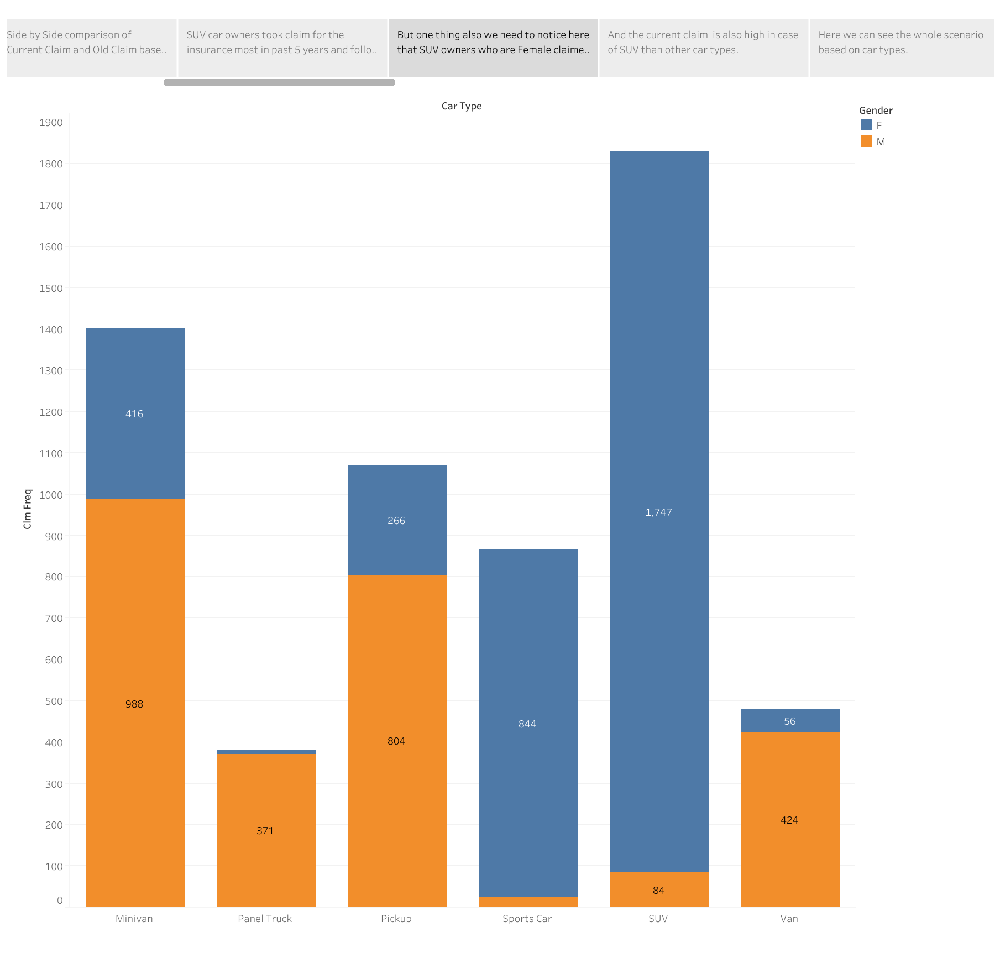 Side by Side comparison of
Current Claim and Old Claim base..
SUV car owners took claim for the
insurance most in past 5 years and follo..
But one thing also we need to notice here
that SUV owners who are Female claime..
And the current claim  is also high in case
of SUV than other car types.
Here we can see the whole scenario
based on car types.
Car Type
Gender
F
M
Clm Freq
1900
1800
1700
1600
1500
1400
1300
1200
1100
1000
900
800
700
600
500
400
300
200
100
0
416
988
371
266
804
844
1,747
84
56
424
Minivan
Panel Truck
Pickup
Sports Car
SUV
Van